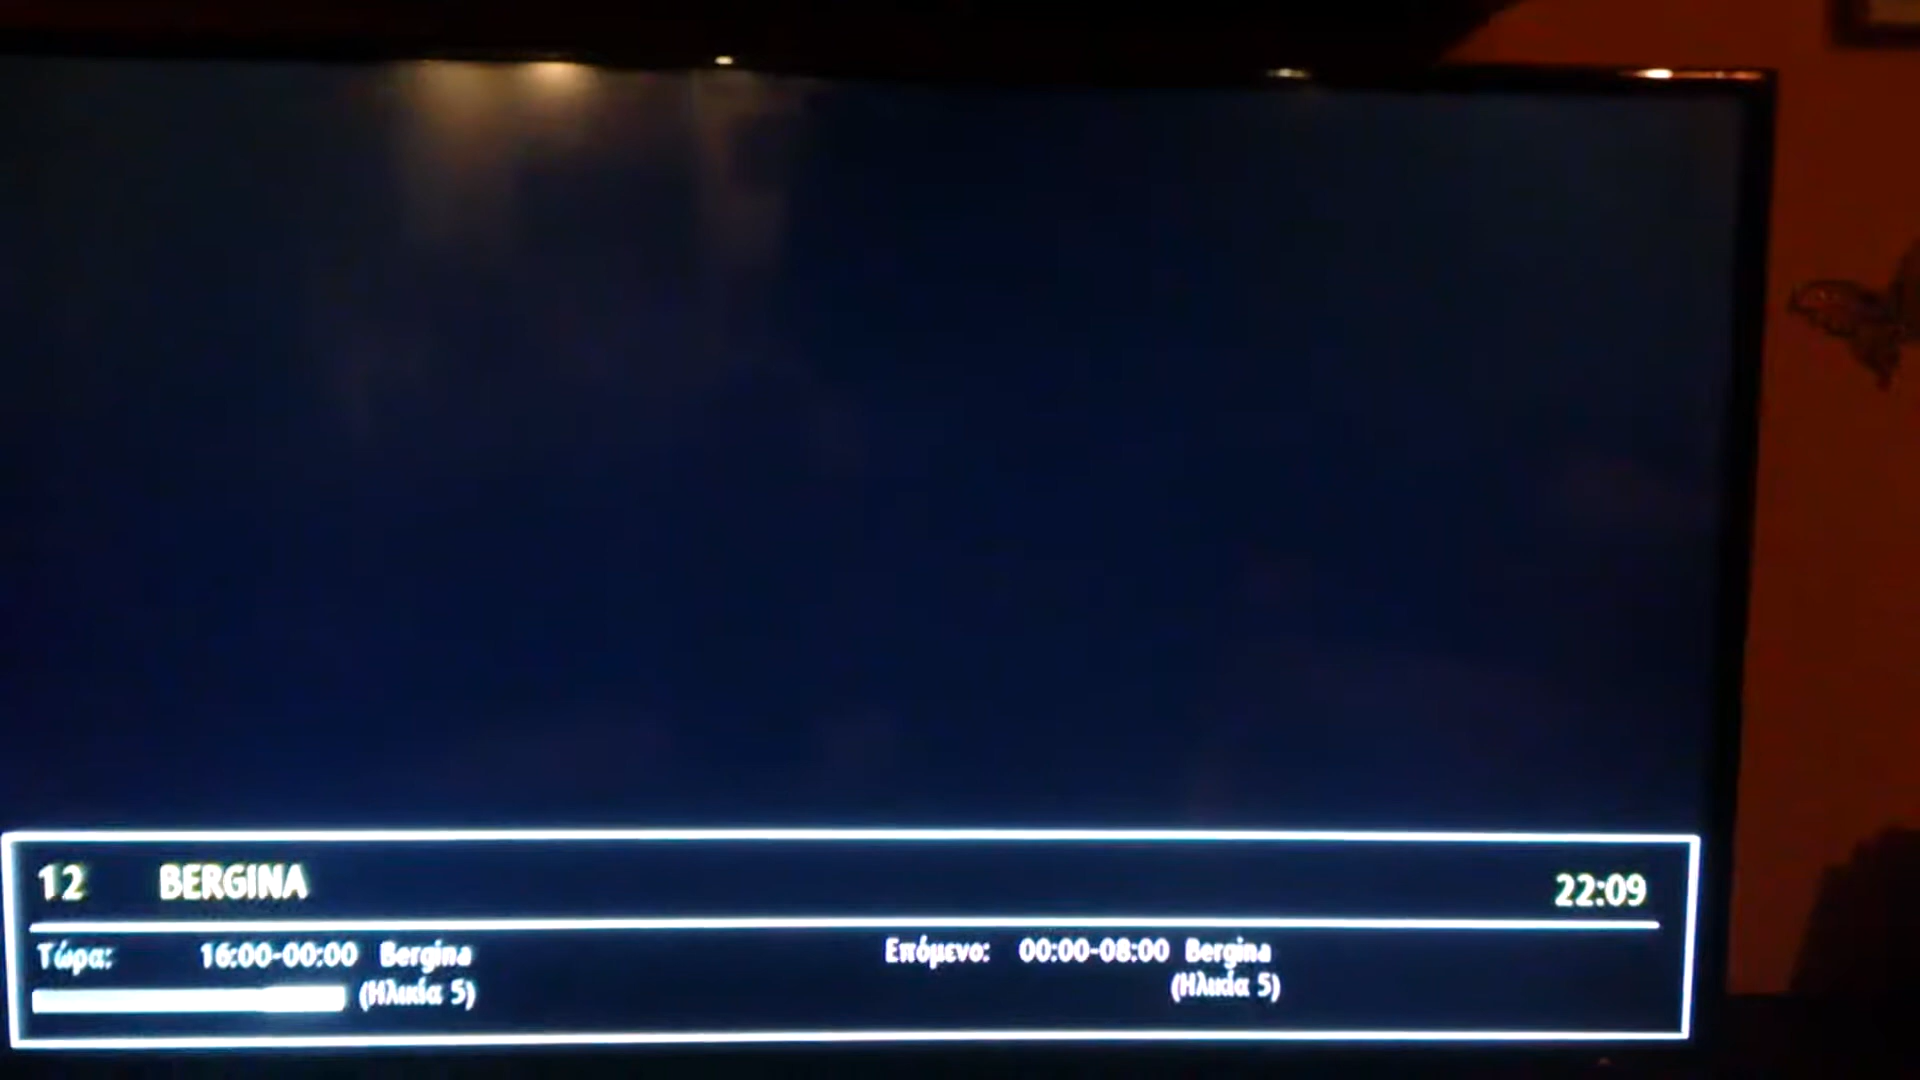 12 BERGINA 22:09
Τώρα: 16:00-00:00 Bergina Επόμενο: 00:00-08:00 Bergina
(Ηλικία 5) (Ηλικία 5)